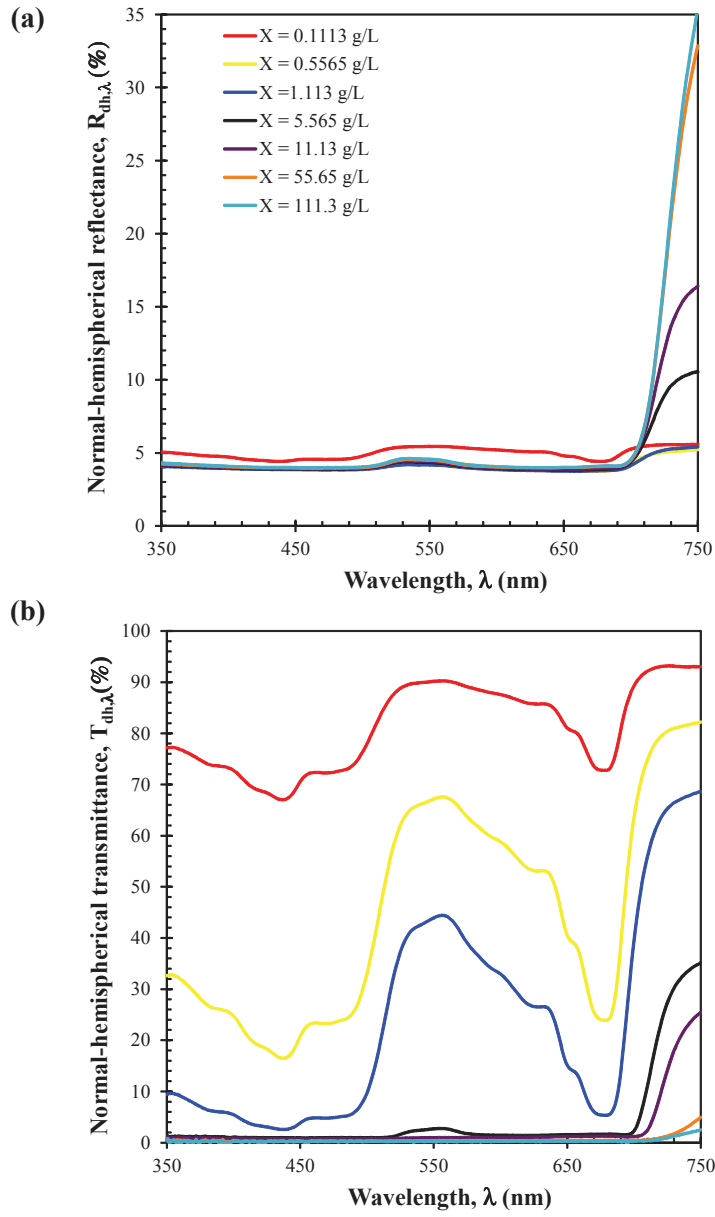 (a)
Normal-hemispherical reflectance, R_dh,λ (%)
35
30
25
20
15
10
5
0
X = 0.1113 g/L
X = 0.5565 g/L
X =1.113 g/L
X = 5.565 g/L
X = 11.13 g/L
X = 55.65 g/L
X = 111.3 g/L
350 450 550 650 750
Wavelength, λ (nm)
(b)
Normal-hemispherical transmittance, T_dh,λ(%)
100
90
80
70
60
50
40
30
20
10
0
350 450 550 650 750
Wavelength, λ (nm)